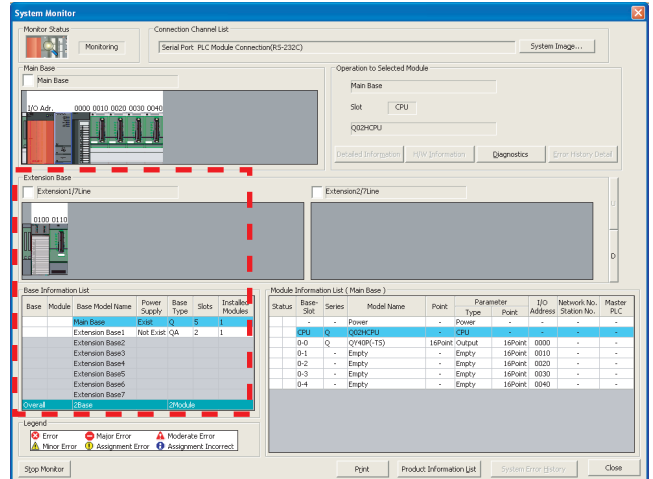 System Monitor
Monitor Status
Monitoring
Connection Channel List
Serial Port PLC Module Connection(RS-232C)
System Image...
Main Base
Main Base
I/O Adr. 0000 0010 0020 0030 0040
Operation to Selected Module
Main Base
Slot CPU
Q02HCPU
Detailed Information H/W Information Diagnostics Error History Detail
Extension Base
Extension1/7Line
0100 0110
Extension2/7Line
U
D
Base Information List
Base Module Base Model Name Power Supply Base Type Slots Installed Modules
Main Base Exist Q 5 1
Extension Base1 Not Exist QA 2 1
Extension Base2
Extension Base3
Extension Base4
Extension Base5
Extension Base6
Extension Base7
Overall 2Base 2Module
Module Information List ( Main Base )
Status Base-Slot Series Model Name Point Parameter Type Point I/O Address Network No. Station No. Master PLC
- - Power - Power - - - -
CPU Q Q02HCPU - CPU - - - -
0-0 Q QY40P(-TS) 16Point Output 16Point 0000 - -
0-1 - Empty - Empty 16Point 0010 - -
0-2 - Empty - Empty 16Point 0020 - -
0-3 - Empty - Empty 16Point 0030 - -
0-4 - Empty - Empty 16Point 0040 - -
Legend
Error Major Error Moderate Error
Minor Error Assignment Error Assignment Incorrect
Stop Monitor Print Product Information List System Error History Close